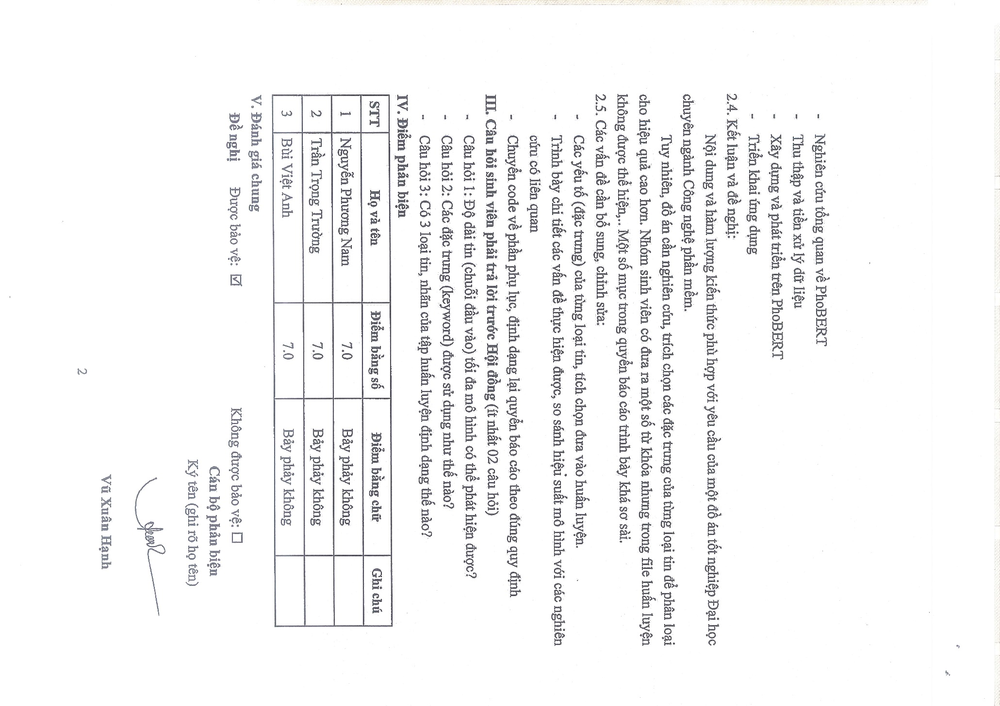 - Nghiên cứu tổng quan về PhoBERT
- Thu thập và tiền xử lý dữ liệu
- Xây dựng và phát triển trên PhoBERT
- Triển khai ứng dụng
2.4. Kết luận và đề nghị:
Nội dung và hàm lượng kiến thức phù hợp với yêu cầu của một đồ án tốt nghiệp Đại học
chuyên ngành Công nghệ phần mềm.
Tuy nhiên, đồ án cần nghiên cứu, trích chọn các đặc trưng của từng loại tin để phân loại
cho hiệu quả cao hơn. Nhóm sinh viên có đưa ra một số từ khóa nhưng trong file huấn luyện
không được thể hiện,.. Một số mục trong quyển báo cáo trình bày khá sơ sài.
2.5. Các vấn đề cần bổ sung, chỉnh sửa:
- Các yếu tố (đặc trưng) của từng loại tin, tích chọn đưa vào huấn luyện.
- Trình bày chi tiết các vấn đề thực hiện được, so sánh hiệu suất mô hình với các nghiên
cứu có liên quan
- Chuyển code về phần phụ lục, định dạng lại quyển báo cáo theo đúng quy định
III. Câu hỏi sinh viên phải trả lời trước Hội đồng (ít nhất 02 câu hỏi)
- Câu hỏi 1: Độ dài tin (chuỗi đầu vào) tối đa mô hình có thể phát hiện được?
- Câu hỏi 2: Các đặc trưng (keyword) được sử dụng như thế nào?
- Câu hỏi 3: Có 3 loại tin, nhãn của tập huấn luyện định dạng thế nào?
IV. Điểm phản biện
STT Họ và tên Điểm bằng số Điểm bằng chữ Ghi chú
1 Nguyễn Phương Nam 7.0 Bảy phảy không
2 Trần Trọng Trường 7.0 Bảy phảy không
3 Bùi Việt Anh 7.0 Bảy phảy không
V. Đánh giá chung
Đề nghị Được bảo vệ: ☑ Không được bảo vệ: ☐
Cán bộ phản biện
Ký tên (ghi rõ họ tên)
Vũ Xuân Hạnh
2